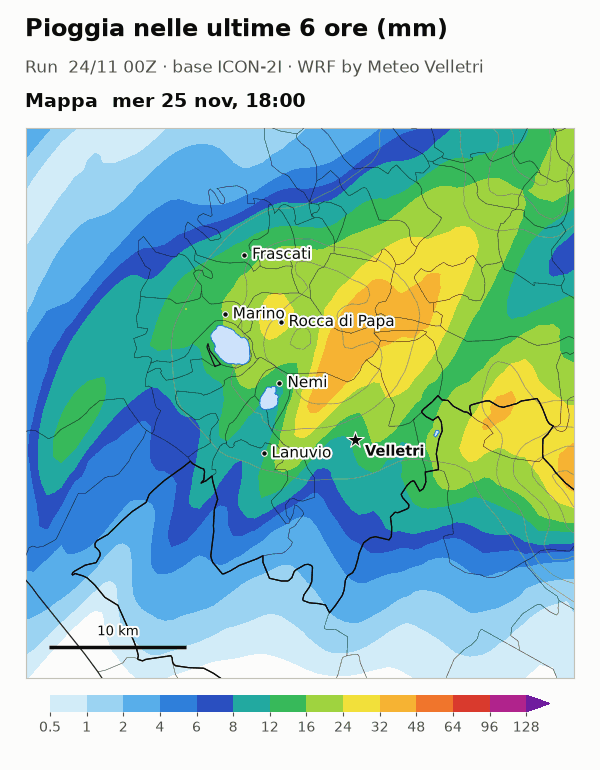 Pioggia nelle ultime 6 ore (mm)
Run 24/11 00Z · base ICON-2I · WRF by Meteo Velletri
Mappa mer 25 nov, 18:00
Frascati
Marino
Rocca di Papa
Nemi
Velletri
Lanuvio
10 km
0.5 1 2 4 6 8 12 16 24 32 48 64 96 128